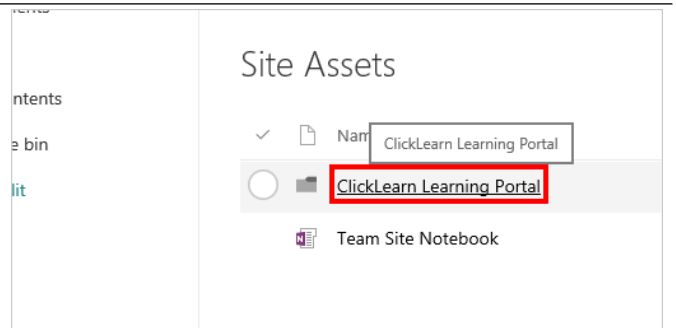 Site Assets
ntents
e bin
lit
Nam
ClickLearn Learning Portal
ClickLearn Learning Portal
Team Site Notebook